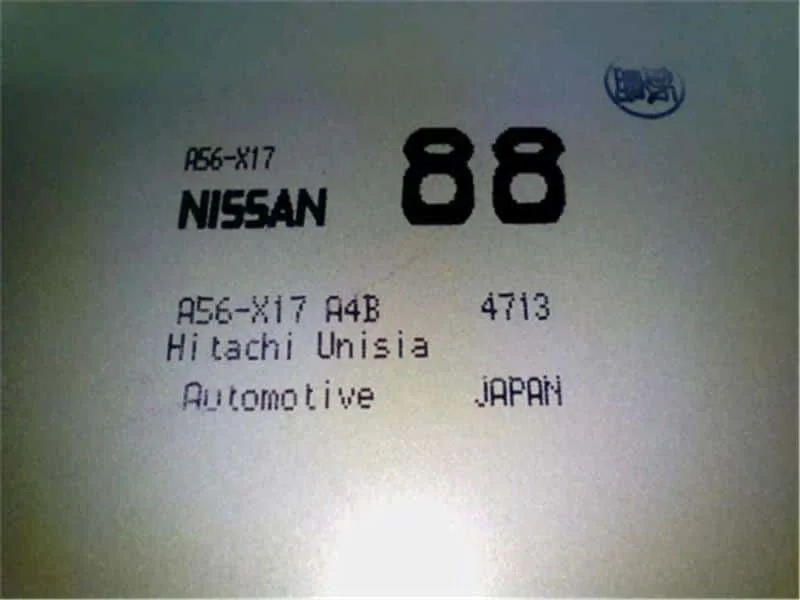 A56-X17
NISSAN 88
A56-X17 A4B 4713
Hitachi Unisia
Automotive JAPAN